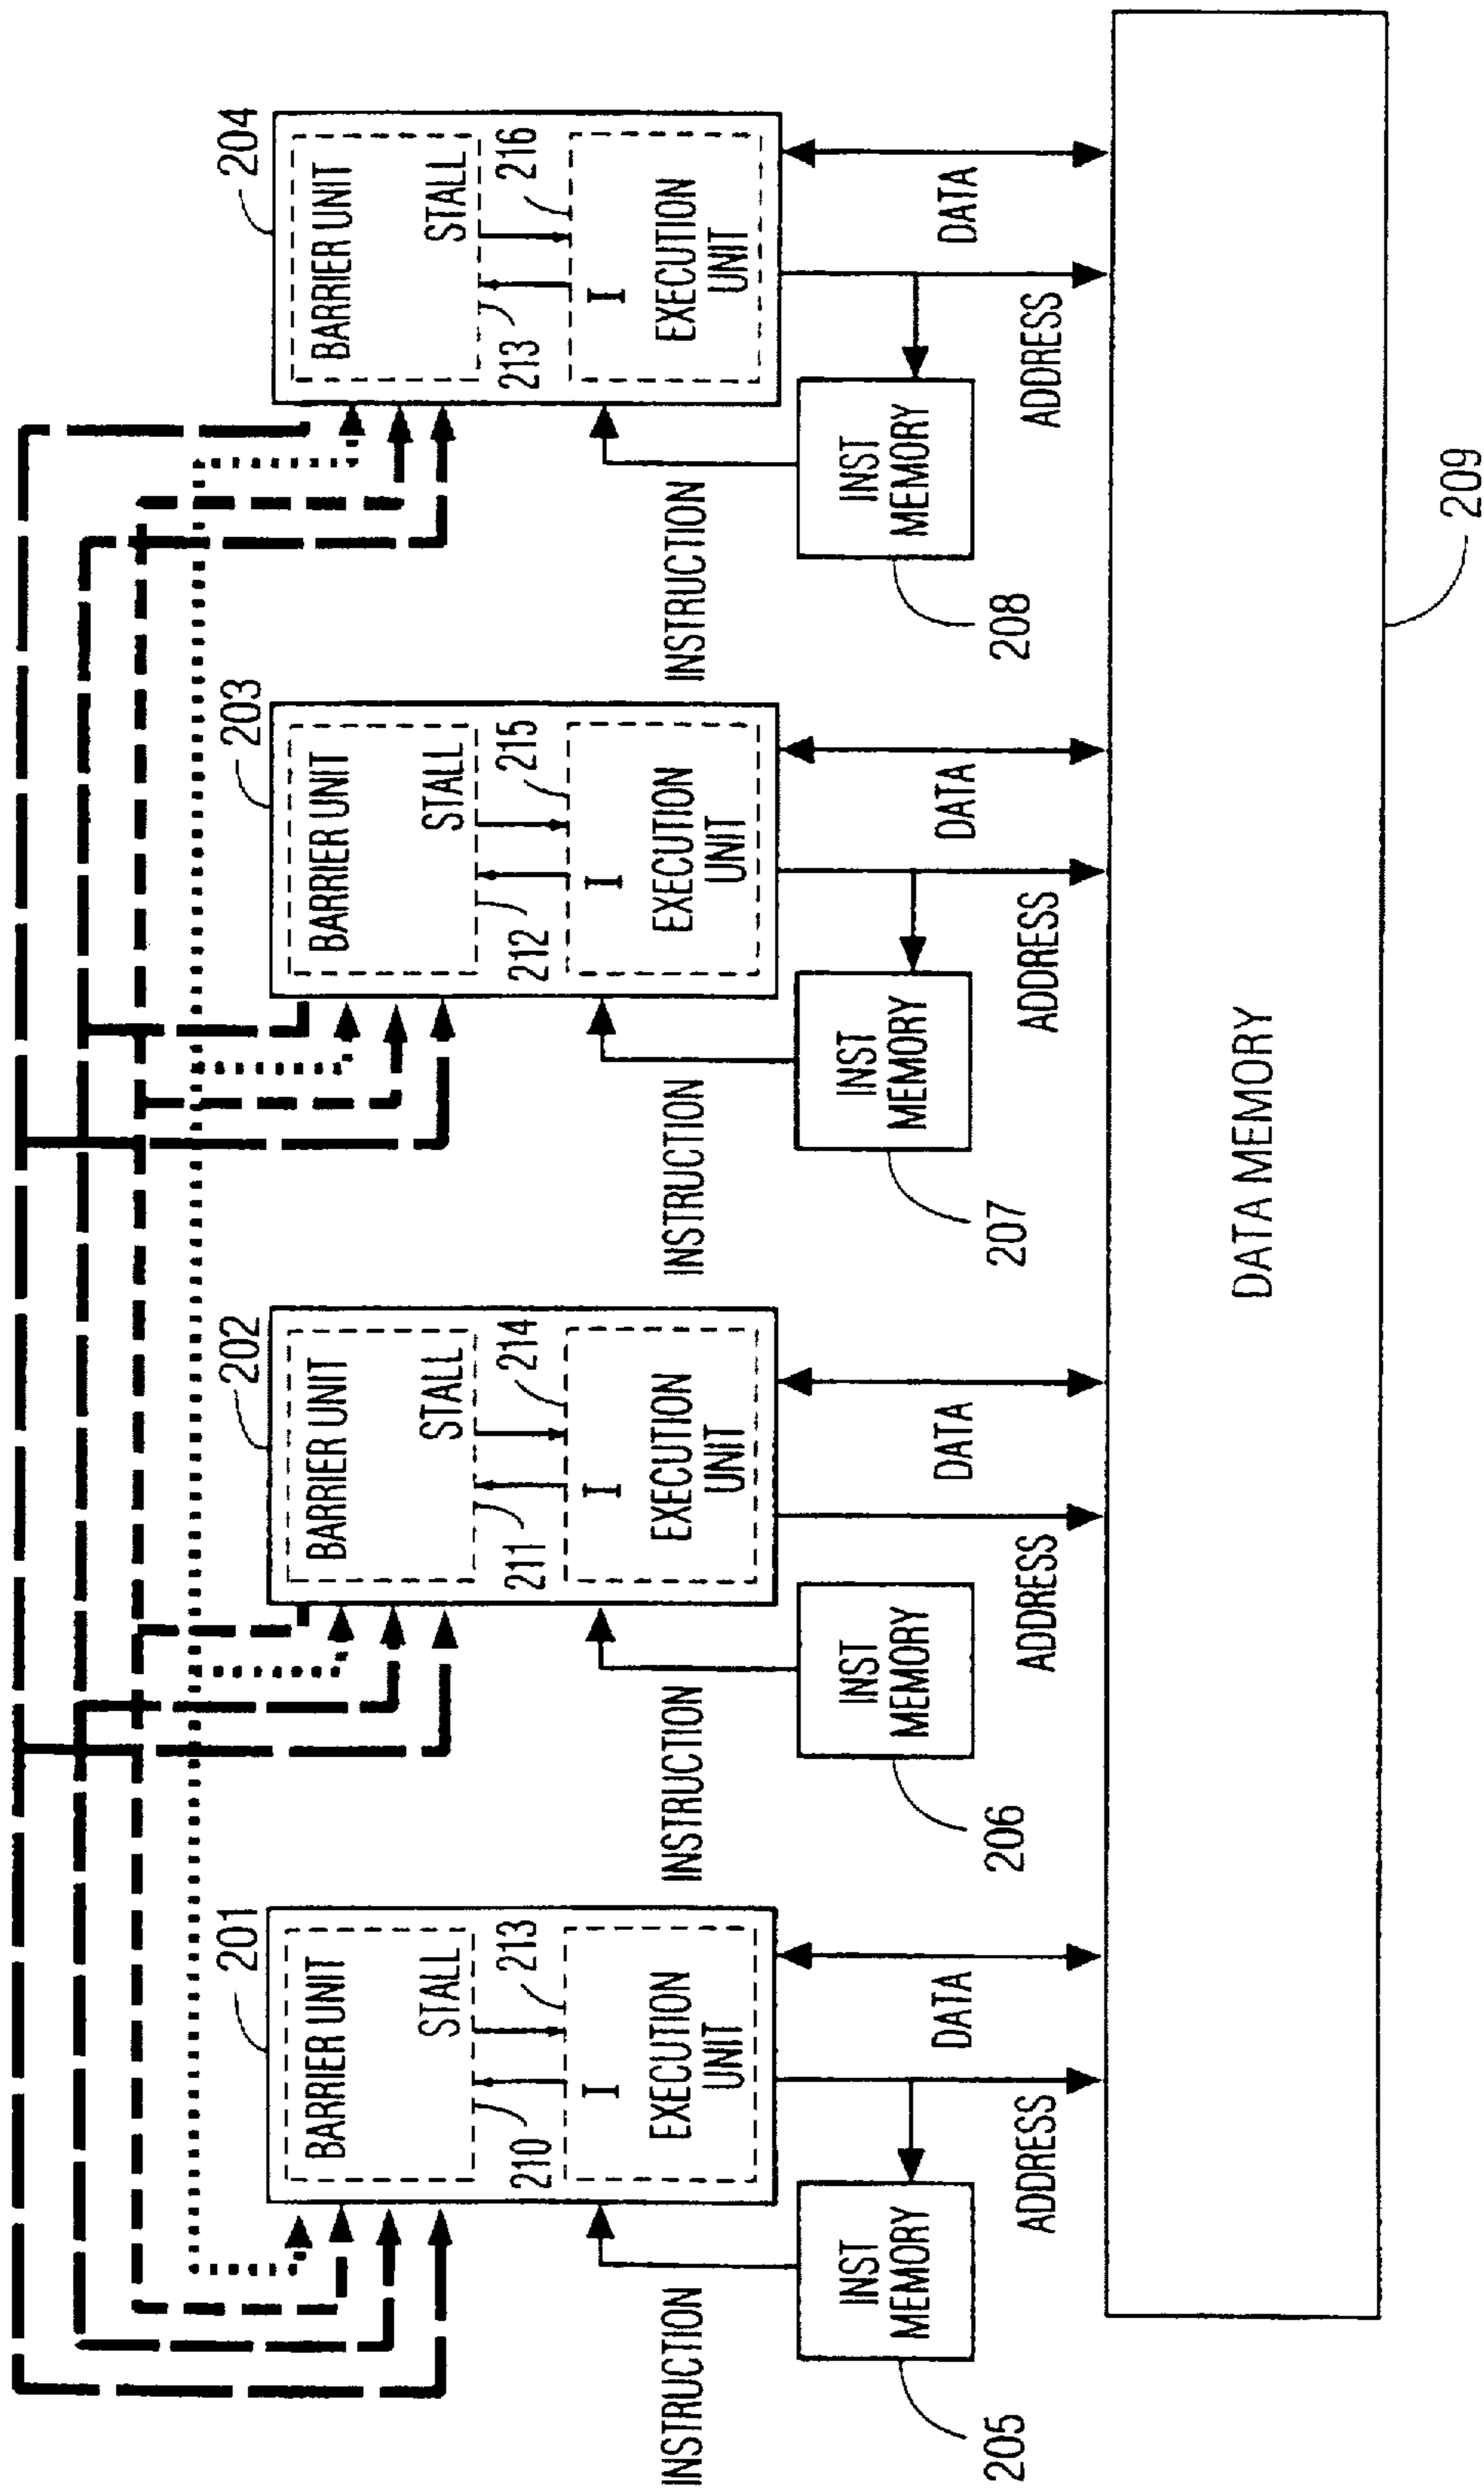 201
BARRIER UNIT
STALL
210
213
I
EXECUTION
UNIT
INSTRUCTION
INST
MEMORY
205
ADDRESS
DATA
202
BARRIER UNIT
STALL
211
214
I
EXECUTION
UNIT
INSTRUCTION
INST
MEMORY
206
ADDRESS
DATA
203
BARRIER UNIT
STALL
212
215
I
EXECUTION
UNIT
INSTRUCTION
INST
MEMORY
207
ADDRESS
DATA
204
BARRIER UNIT
STALL
213
216
I
EXECUTION
UNIT
INSTRUCTION
INST
MEMORY
208
ADDRESS
DATA
DATA MEMORY
209